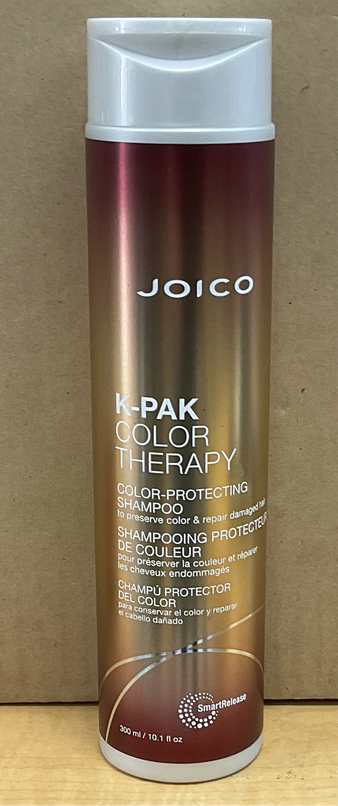 JOICO
K-PAK
COLOR
THERAPY
COLOR-PROTECTING
SHAMPOO
to preserve color & repair damaged hair
SHAMPOOING PROTECTEUR
DE COULEUR
pour préserver la couleur et réparer
les cheveux endommagés
CHAMPÚ PROTECTOR
DEL COLOR
para conservar el color y reparar
el cabello dañado
SmartRelease
300 ml / 10.1 fl oz